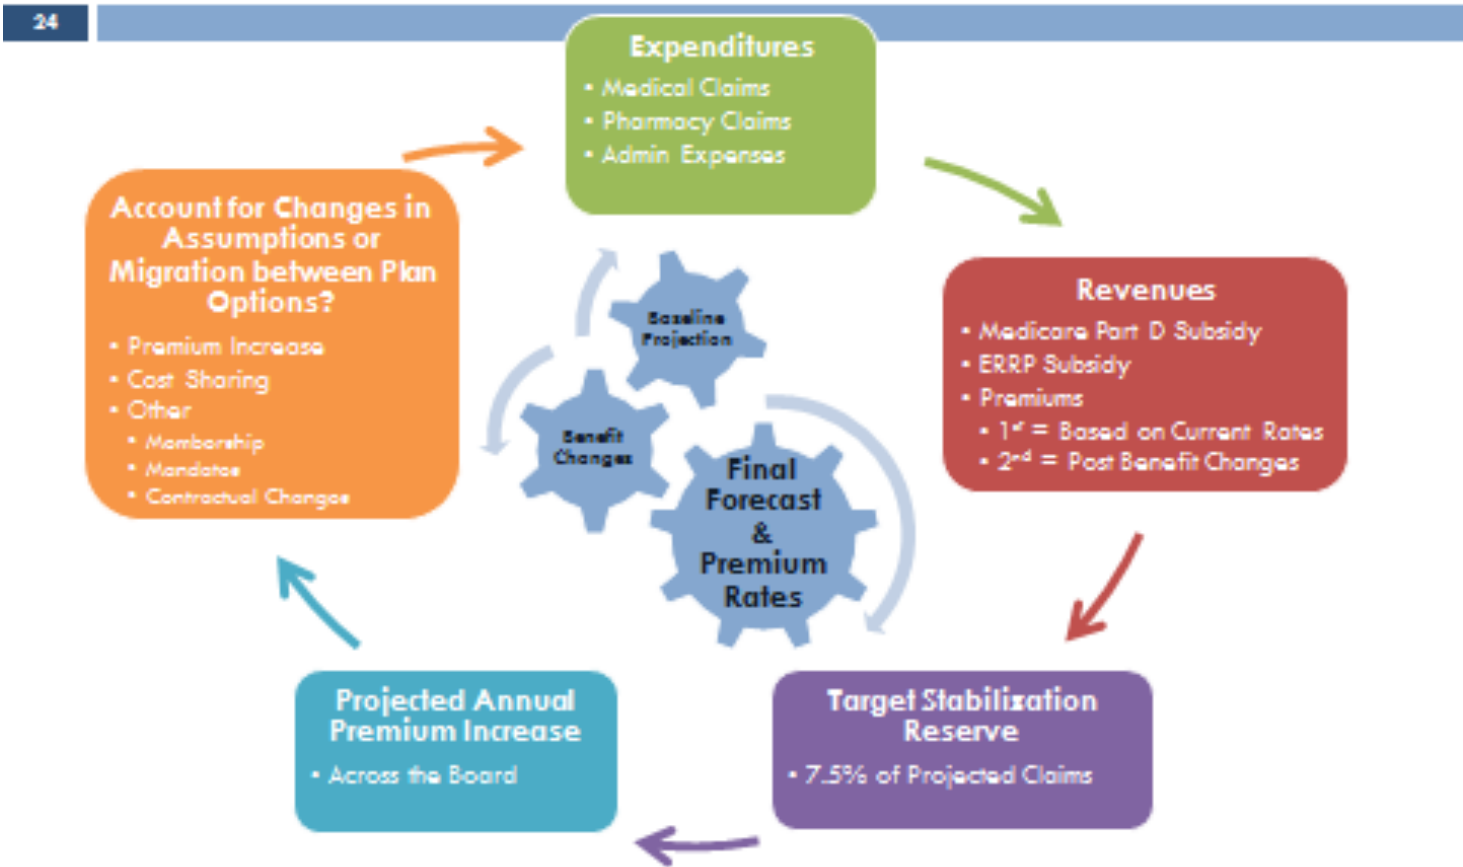 24
Expenditures
• Medical Claims
• Pharmacy Claims
• Admin Expenses
Revenues
• Medicare Part D Subsidy
• ERRP Subsidy
• Premiums
• 1st = Based on Current Rates
• 2nd = Post Benefit Changes
Target Stabilization
Reserve
• 7.5% of Projected Claims
Projected Annual
Premium Increase
• Across the Board
Account for Changes in
Assumptions or
Migration between Plan
Options?
• Premium Increase
• Cost Sharing
• Other
• Membership
• Mandates
• Contractual Changes
Baseline
Projection
Benefit
Changes
Final
Forecast
&
Premium
Rates